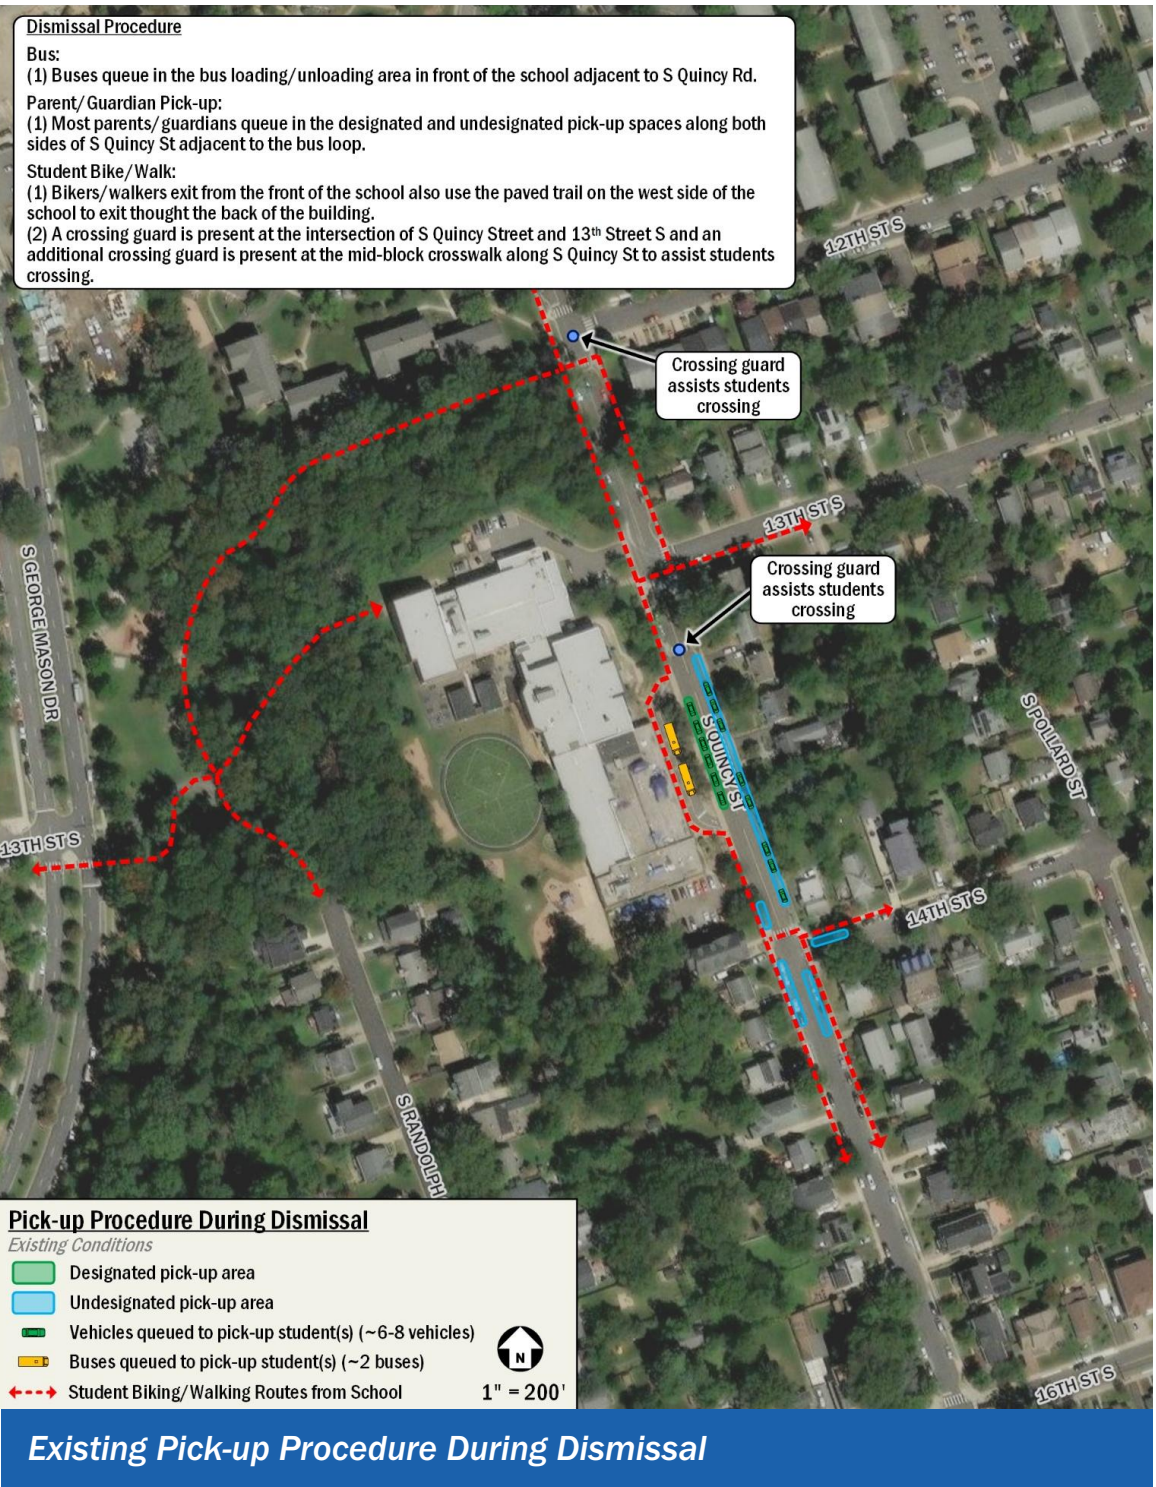 Dismissal Procedure
Bus:
(1) Buses queue in the bus loading/unloading area in front of the school adjacent to S Quincy Rd.
Parent/Guardian Pick-up:
(1) Most parents/guardians queue in the designated and undesignated pick-up spaces along both
sides of S Quincy St adjacent to the bus loop.
Student Bike/Walk:
(1) Bikers/walkers exit from the front of the school also use the paved trail on the west side of the
school to exit thought the back of the building.
(2) A crossing guard is present at the intersection of S Quincy Street and 13th Street S and an
additional crossing guard is present at the mid-block crosswalk along S Quincy St to assist students
crossing.
12TH ST S
Crossing guard
assists students
crossing
13TH ST S
Crossing guard
assists students
crossing
S GEORGE MASON DR
S QUINCY ST
S POLLARD ST
13TH ST S
14TH ST S
S RANDOLPH
Pick-up Procedure During Dismissal
Existing Conditions
Designated pick-up area
Undesignated pick-up area
Vehicles queued to pick-up student(s) (~6-8 vehicles)
Buses queued to pick-up student(s) (~2 buses)
Student Biking/Walking Routes from School
N
1" = 200'
16TH ST S
Existing Pick-up Procedure During Dismissal